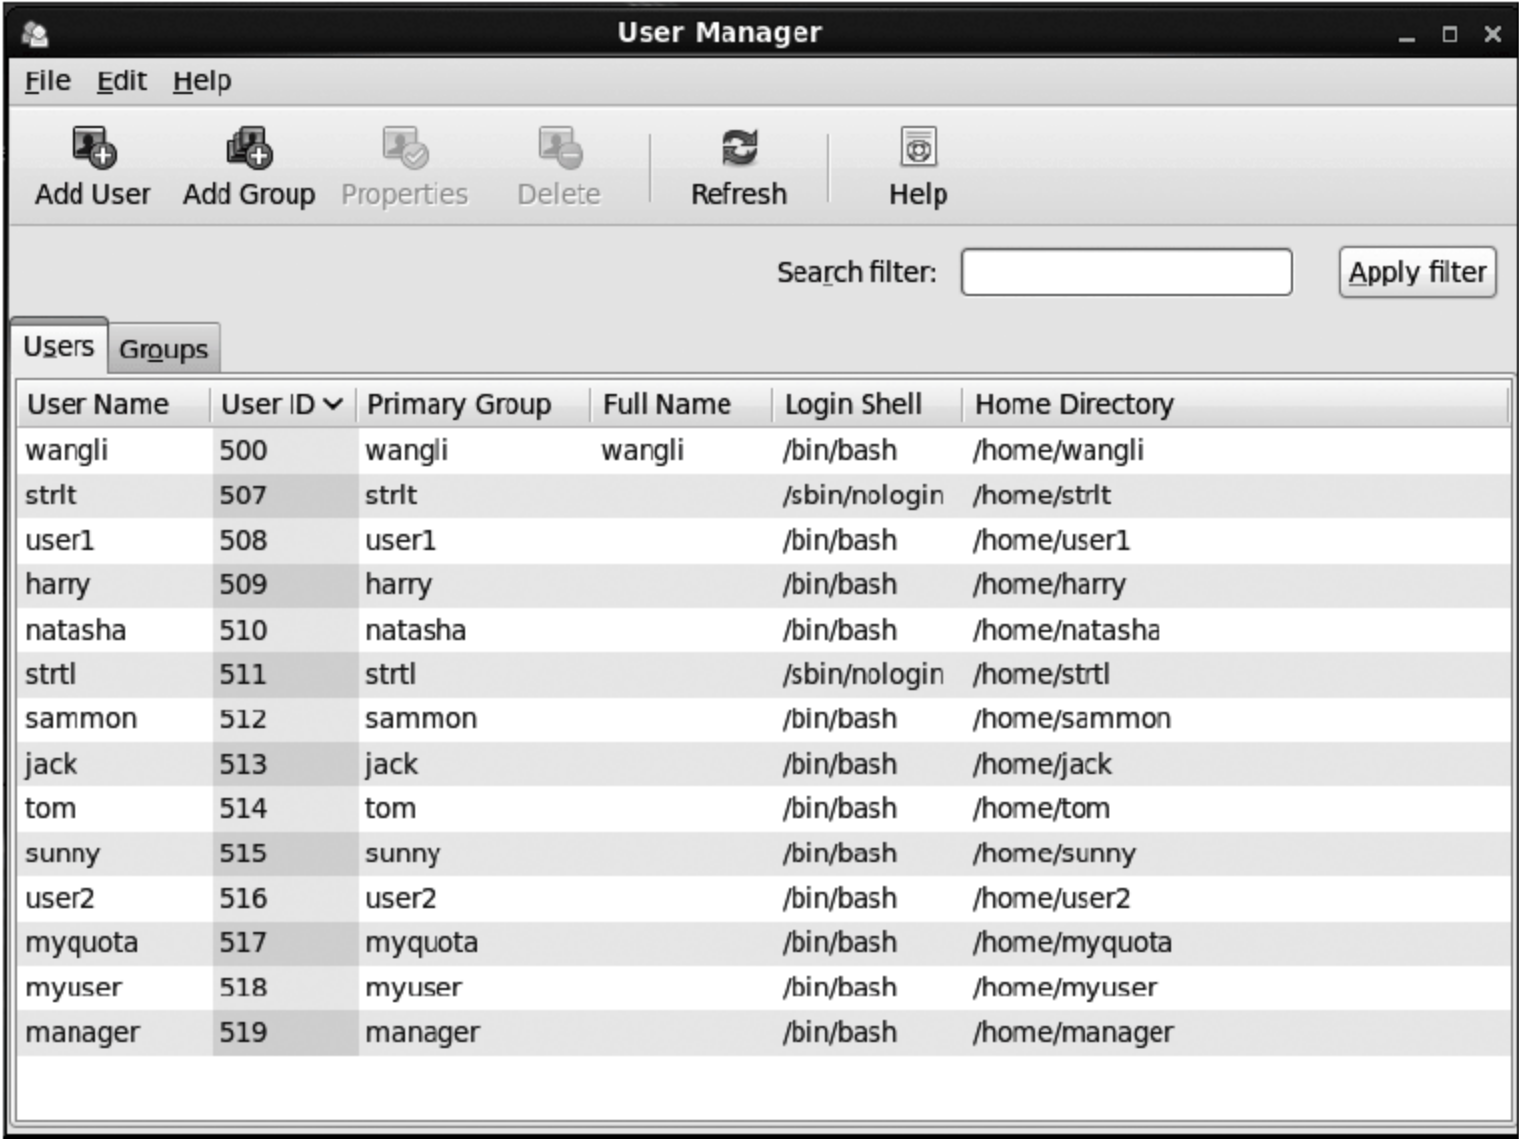 User Manager
File Edit Help
Add User Add Group Properties Delete Refresh Help
Search filter: Apply filter
Users Groups
User Name User ID Primary Group Full Name Login Shell Home Directory
wangli 500 wangli wangli /bin/bash /home/wangli
strlt 507 strlt /sbin/nologin /home/strlt
user1 508 user1 /bin/bash /home/user1
harry 509 harry /bin/bash /home/harry
natasha 510 natasha /bin/bash /home/natasha
strtl 511 strtl /sbin/nologin /home/strtl
sammon 512 sammon /bin/bash /home/sammon
jack 513 jack /bin/bash /home/jack
tom 514 tom /bin/bash /home/tom
sunny 515 sunny /bin/bash /home/sunny
user2 516 user2 /bin/bash /home/user2
myquota 517 myquota /bin/bash /home/myquota
myuser 518 myuser /bin/bash /home/myuser
manager 519 manager /bin/bash /home/manager